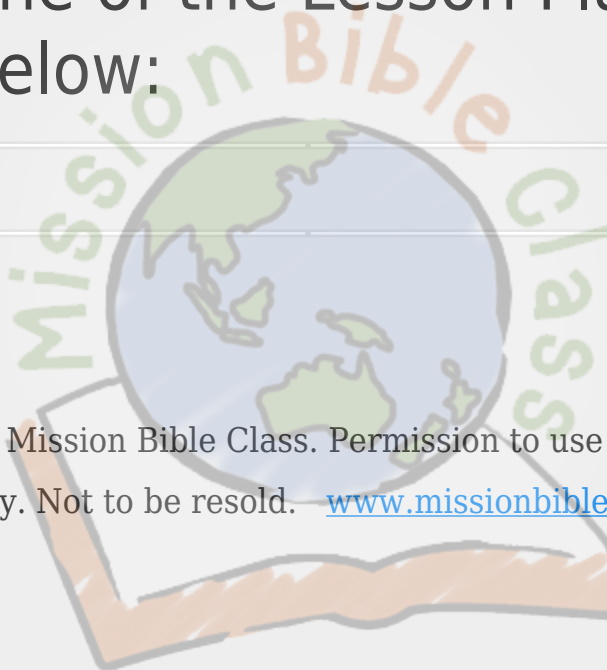 of the Lesson
elow:
Mission Bible Class
Mission Bible Class. Permission to use
y. Not to be resold. www.missionbible